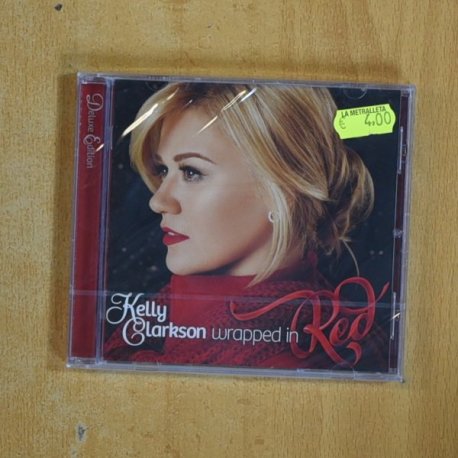 Deluxe Edition
LA METRALLETA
€ 4,00
Kelly
Clarkson wrapped in Red